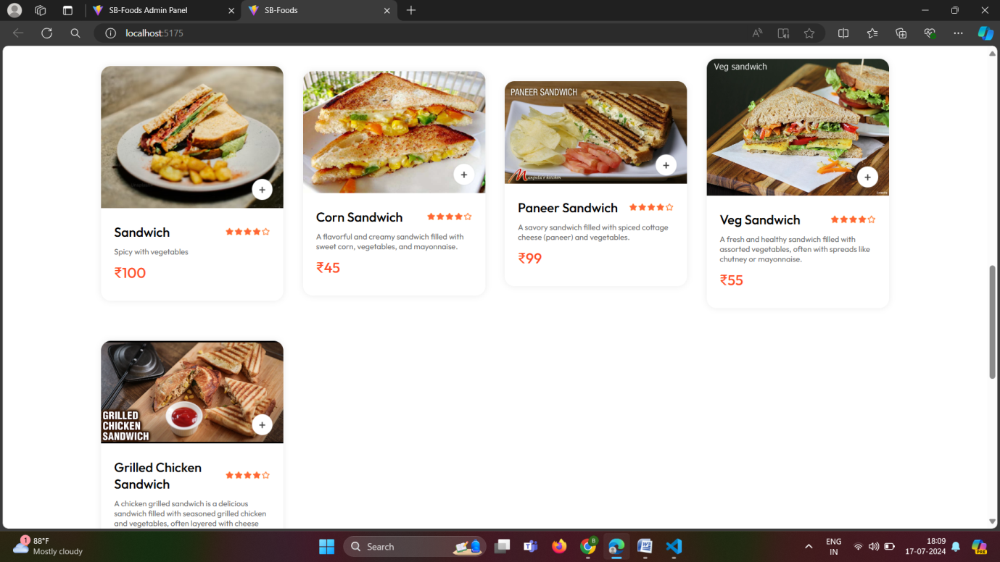 SB-Foods Admin Panel
SB-Foods
localhost:5175
Sandwich
Spicy with vegetables
₹100
Corn Sandwich
A flavorful and creamy sandwich filled with
sweet corn, vegetables, and mayonnaise.
₹45
PANEER SANDWICH
Manjula's kitchen
Paneer Sandwich
A savory sandwich filled with spiced cottage
cheese (paneer) and vegetables.
₹99
Veg sandwich
Veg Sandwich
A fresh and healthy sandwich filled with
assorted vegetables, often with spreads like
chutney or mayonnaise.
₹55
GRILLED
CHICKEN
SANDWICH
Grilled Chicken
Sandwich
A chicken grilled sandwich is a delicious
sandwich filled with seasoned grilled chicken
and vegetables, often layered with cheese
1
88°F
Mostly cloudy
Search
B
ENG
IN
18:09
17-07-2024
PRE